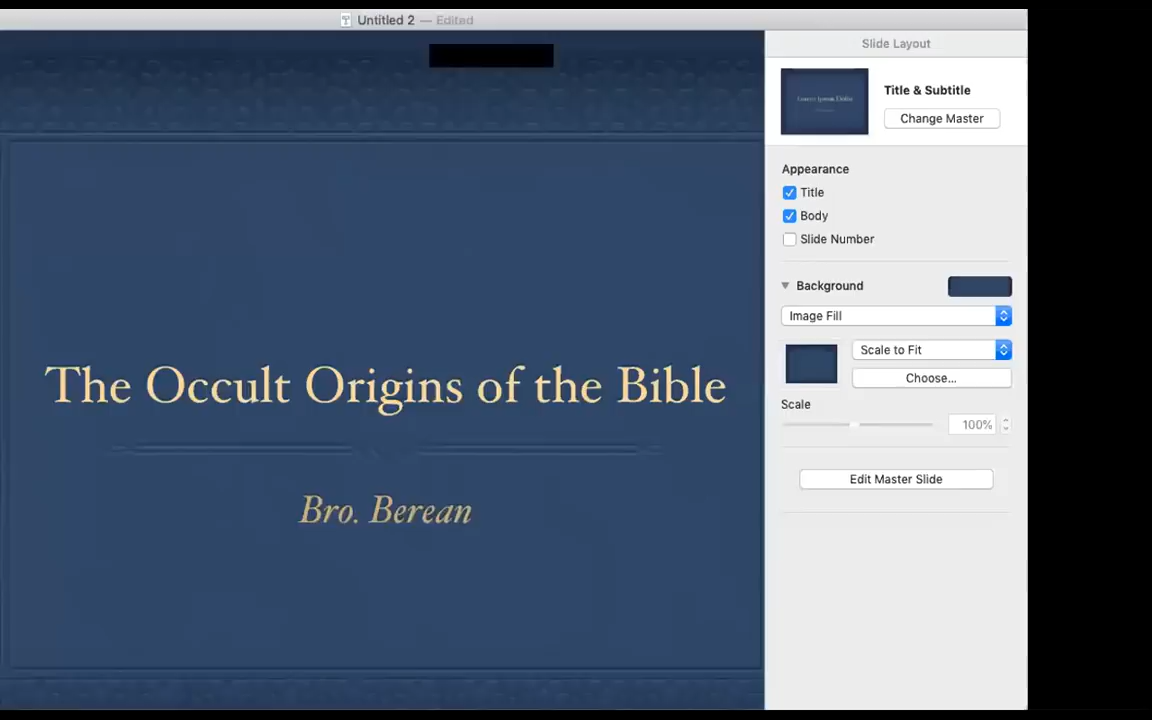 Untitled 2 — Edited
Slide Layout
Title & Subtitle
Change Master
Appearance
Title
Body
Slide Number
Background
Image Fill
Scale to Fit
Choose...
Scale
100%
Edit Master Slide
The Occult Origins of the Bible
Bro. Berean